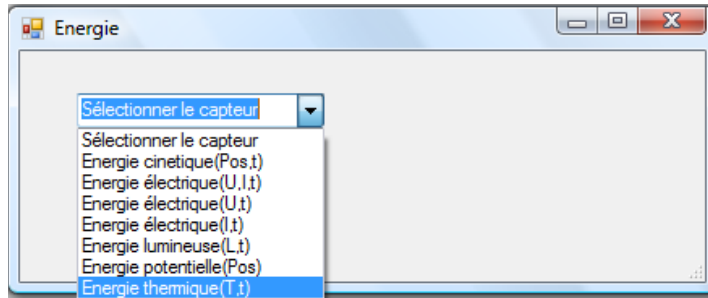 Energie
Sélectionner le capteur
Sélectionner le capteur
Energie cinetique(Pos,t)
Energie électrique(U,I,t)
Energie électrique(U,t)
Energie électrique(I,t)
Energie lumineuse(L,t)
Energie potentielle(Pos)
Energie thermique(T,t)